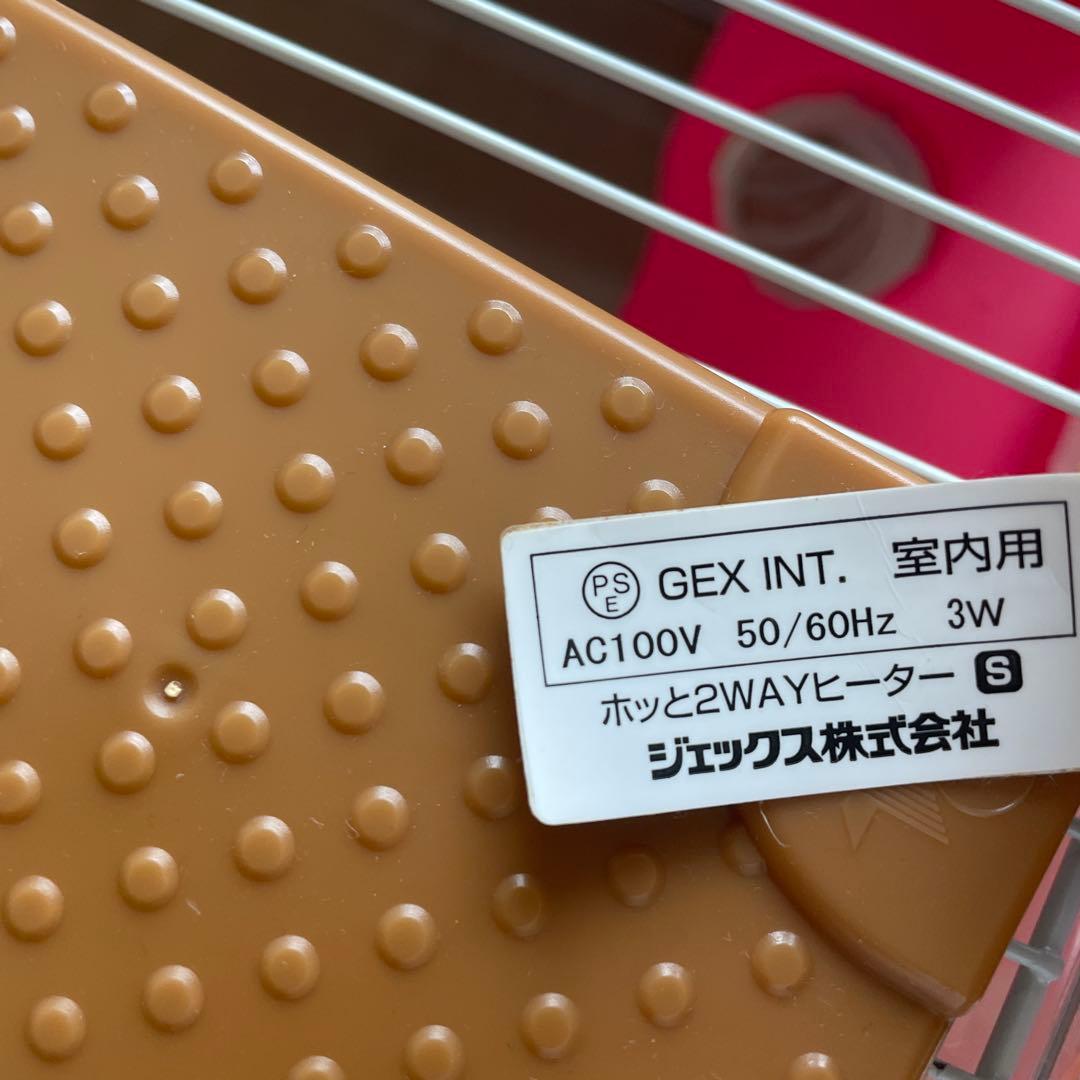 PSE GEX INT. 室内用
AC100V 50/60Hz 3W
ホッと2WAYヒーター S
ジェックス株式会社